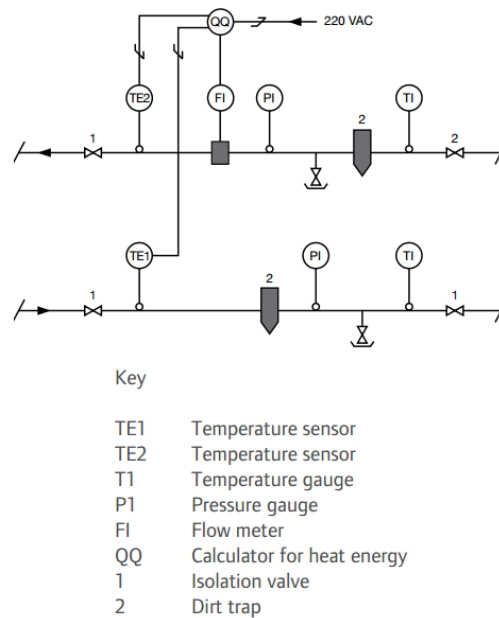 QQ
220 VAC
TE2 FI PI 2 TI
1 2
TE1 PI TI
1 2 1
Key
TE1 Temperature sensor
TE2 Temperature sensor
T1 Temperature gauge
P1 Pressure gauge
FI Flow meter
QQ Calculator for heat energy
1 Isolation valve
2 Dirt trap